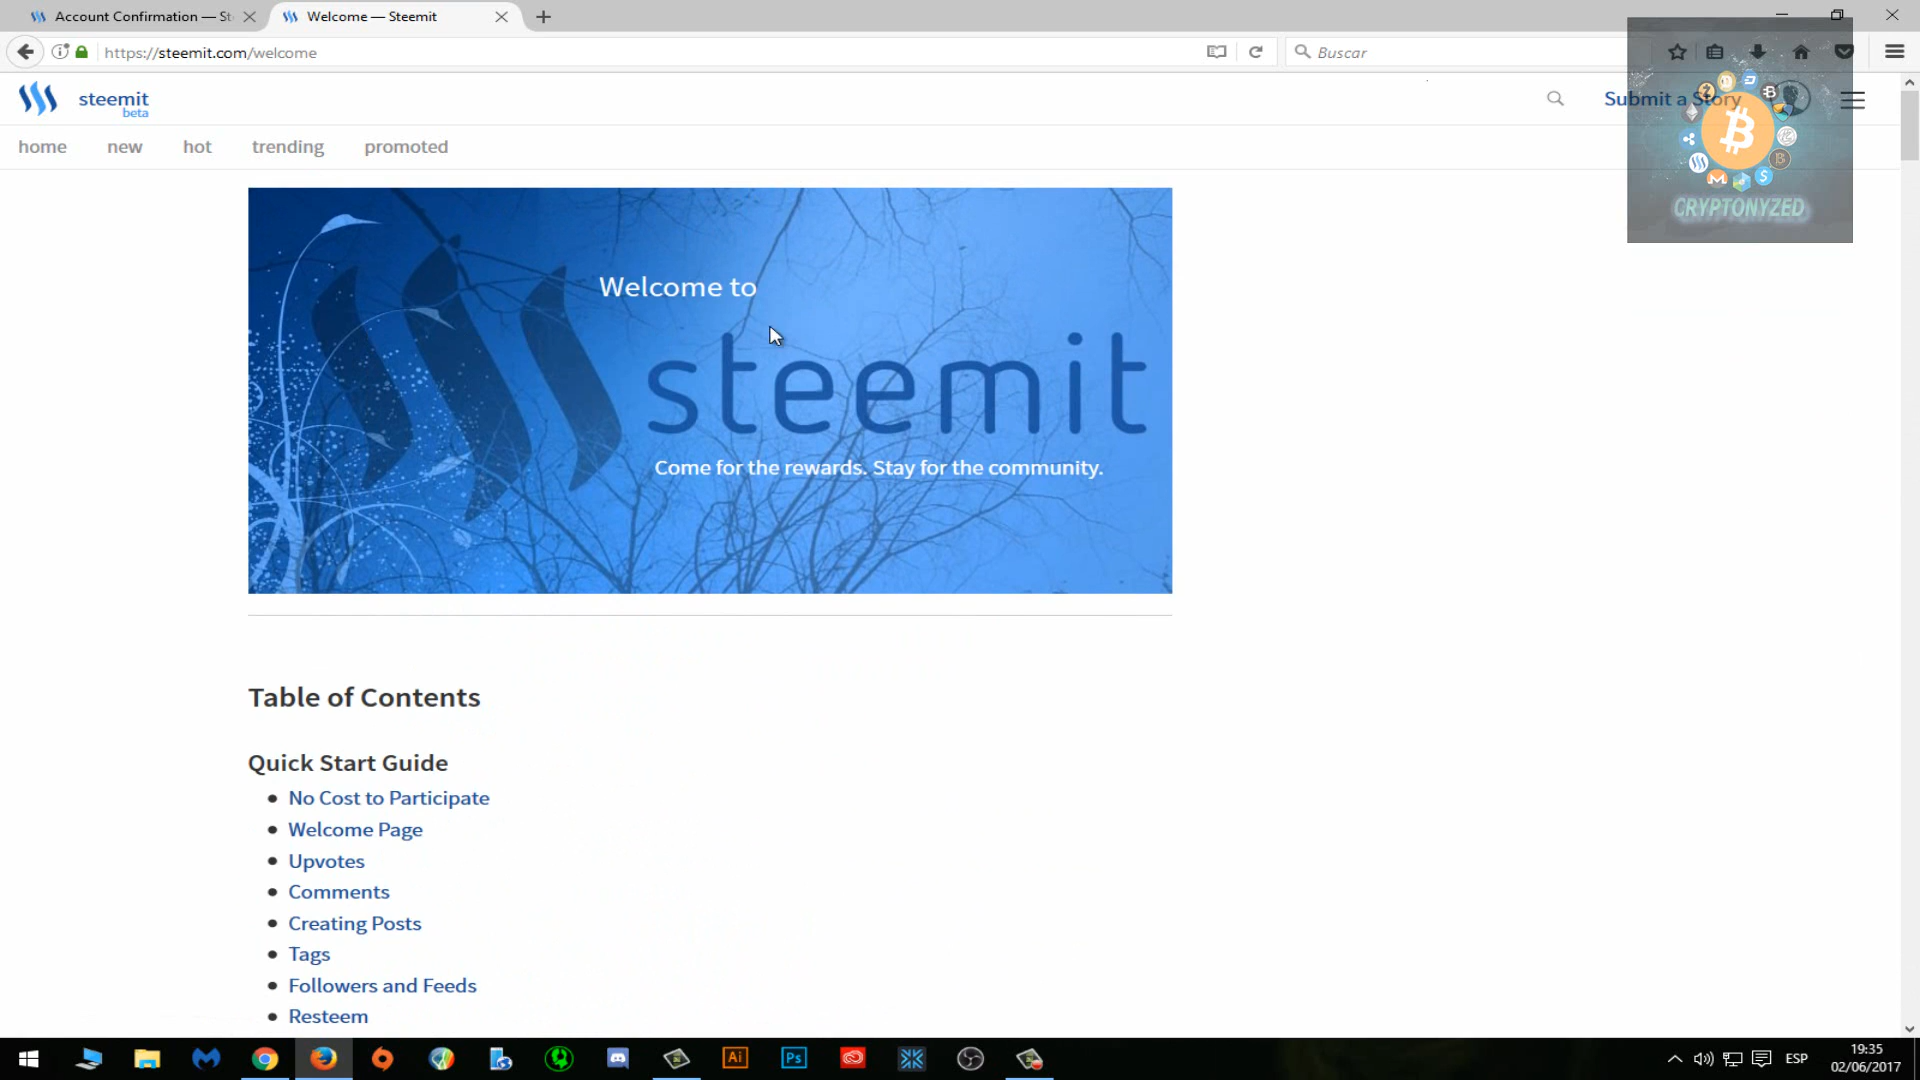 Account Confirmation — St
Welcome — Steemit
https://steemit.com/welcome
Buscar
steemit
beta
Submit a Story
home
new
hot
trending
promoted
CRYPTONYZED
Welcome to
steemit
Come for the rewards. Stay for the community.
Table of Contents
Quick Start Guide
No Cost to Participate
Welcome Page
Upvotes
Comments
Creating Posts
Tags
Followers and Feeds
Resteem
Ai
Ps
ESP
19:35
02/06/2017